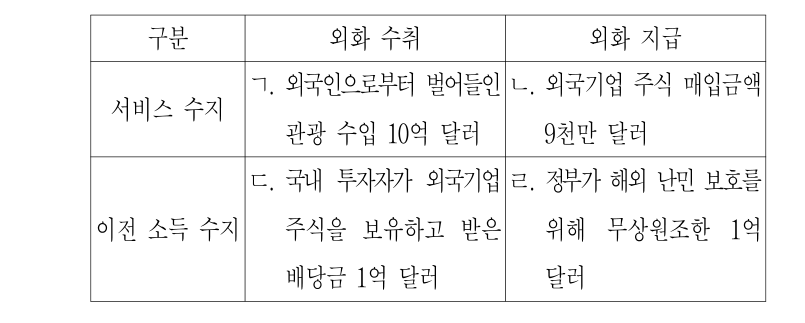 구분 외화 수취 외화 지급
서비스 수지
ㄱ. 외국인으로부터 벌어들인
관광 수입 10억 달러
ㄴ. 외국기업 주식 매입금액
9천만 달러
이전 소득 수지
ㄷ. 국내 투자자가 외국기업
주식을 보유하고 받은
배당금 1억 달러
ㄹ. 정부가 해외 난민 보호를
위해 무상원조한 1억
달러